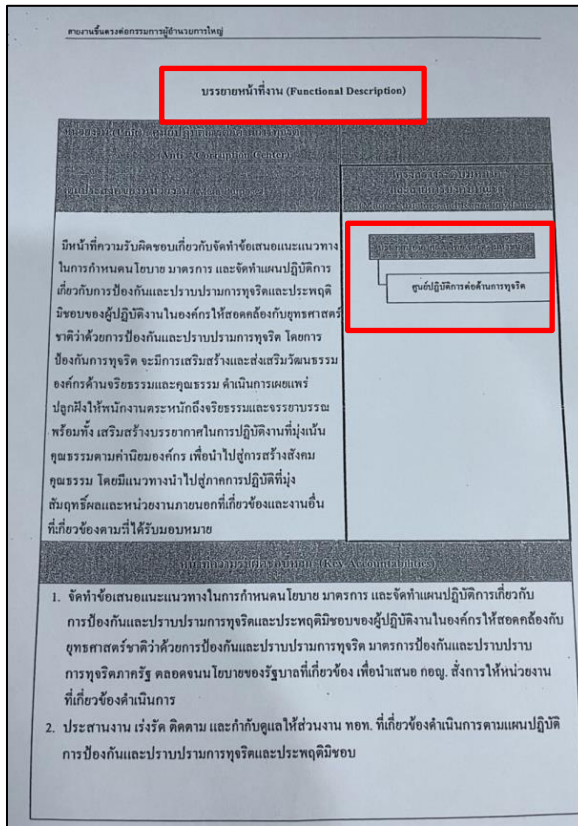 สายงานขึ้นตรงต่อกรรมการผู้อำนวยการใหญ่
บรรยายหน้าที่งาน (Functional Description)
ศูนย์ปฏิบัติการต่อต้านการทุจริต
(Anti - Corruption Center)
มีหน้าที่ความรับผิดชอบเกี่ยวกับจัดทำข้อเสนอแนะแนวทาง
ในการกำหนดนโยบาย มาตรการ และจัดทำแผนปฏิบัติการ
เกี่ยวกับการป้องกันและปราบปรามการทุจริตและประพฤติ
มิชอบของผู้ปฏิบัติงานในองค์กรให้สอดคล้องกับยุทธศาสตร์
ชาติว่าด้วยการป้องกันและปราบปรามการทุจริต โดยการ
ป้องกันการทุจริต จะมีการเสริมสร้างและส่งเสริมวัฒนธรรม
องค์กรด้านจริยธรรมและคุณธรรม ดำเนินการเผยแพร่
ปลูกฝังให้พนักงานตระหนักถึงจริยธรรมและจรรยาบรรณ
พร้อมทั้ง เสริมสร้างบรรยากาศในการปฏิบัติงานที่มุ่งเน้น
คุณธรรมตามค่านิยมองค์กร เพื่อนำไปสู่การสร้างสังคม
คุณธรรม โดยมีแนวทางนำไปสู่ภาคการปฏิบัติที่มุ่ง
สัมฤทธิ์ผลและหน่วยงานภายนอกที่เกี่ยวข้องและงานอื่น
ที่เกี่ยวข้องตามที่ได้รับมอบหมาย
ศูนย์ปฏิบัติการต่อต้านการทุจริต
(Key Accountabilities)
1. จัดทำข้อเสนอแนะแนวทางในการกำหนดนโยบาย มาตรการ และจัดทำแผนปฏิบัติการเกี่ยวกับ
การป้องกันและปราบปรามการทุจริตและประพฤติมิชอบของผู้ปฏิบัติงานในองค์กรให้สอดคล้องกับ
ยุทธศาสตร์ชาติว่าด้วยการป้องกันและปราบปรามการทุจริต มาตรการป้องกันและปราบปราม
การทุจริตภาครัฐ ตลอดจนนโยบายของรัฐบาลที่เกี่ยวข้อง เพื่อนำเสนอ กอญ. สั่งการให้หน่วยงาน
ที่เกี่ยวข้องดำเนินการ
2. ประสานงาน เร่งรัด ติดตาม และกำกับดูแลให้ส่วนงาน ทอท. ที่เกี่ยวข้องดำเนินการตามแผนปฏิบัติ
การป้องกันและปราบปรามการทุจริตและประพฤติมิชอบ